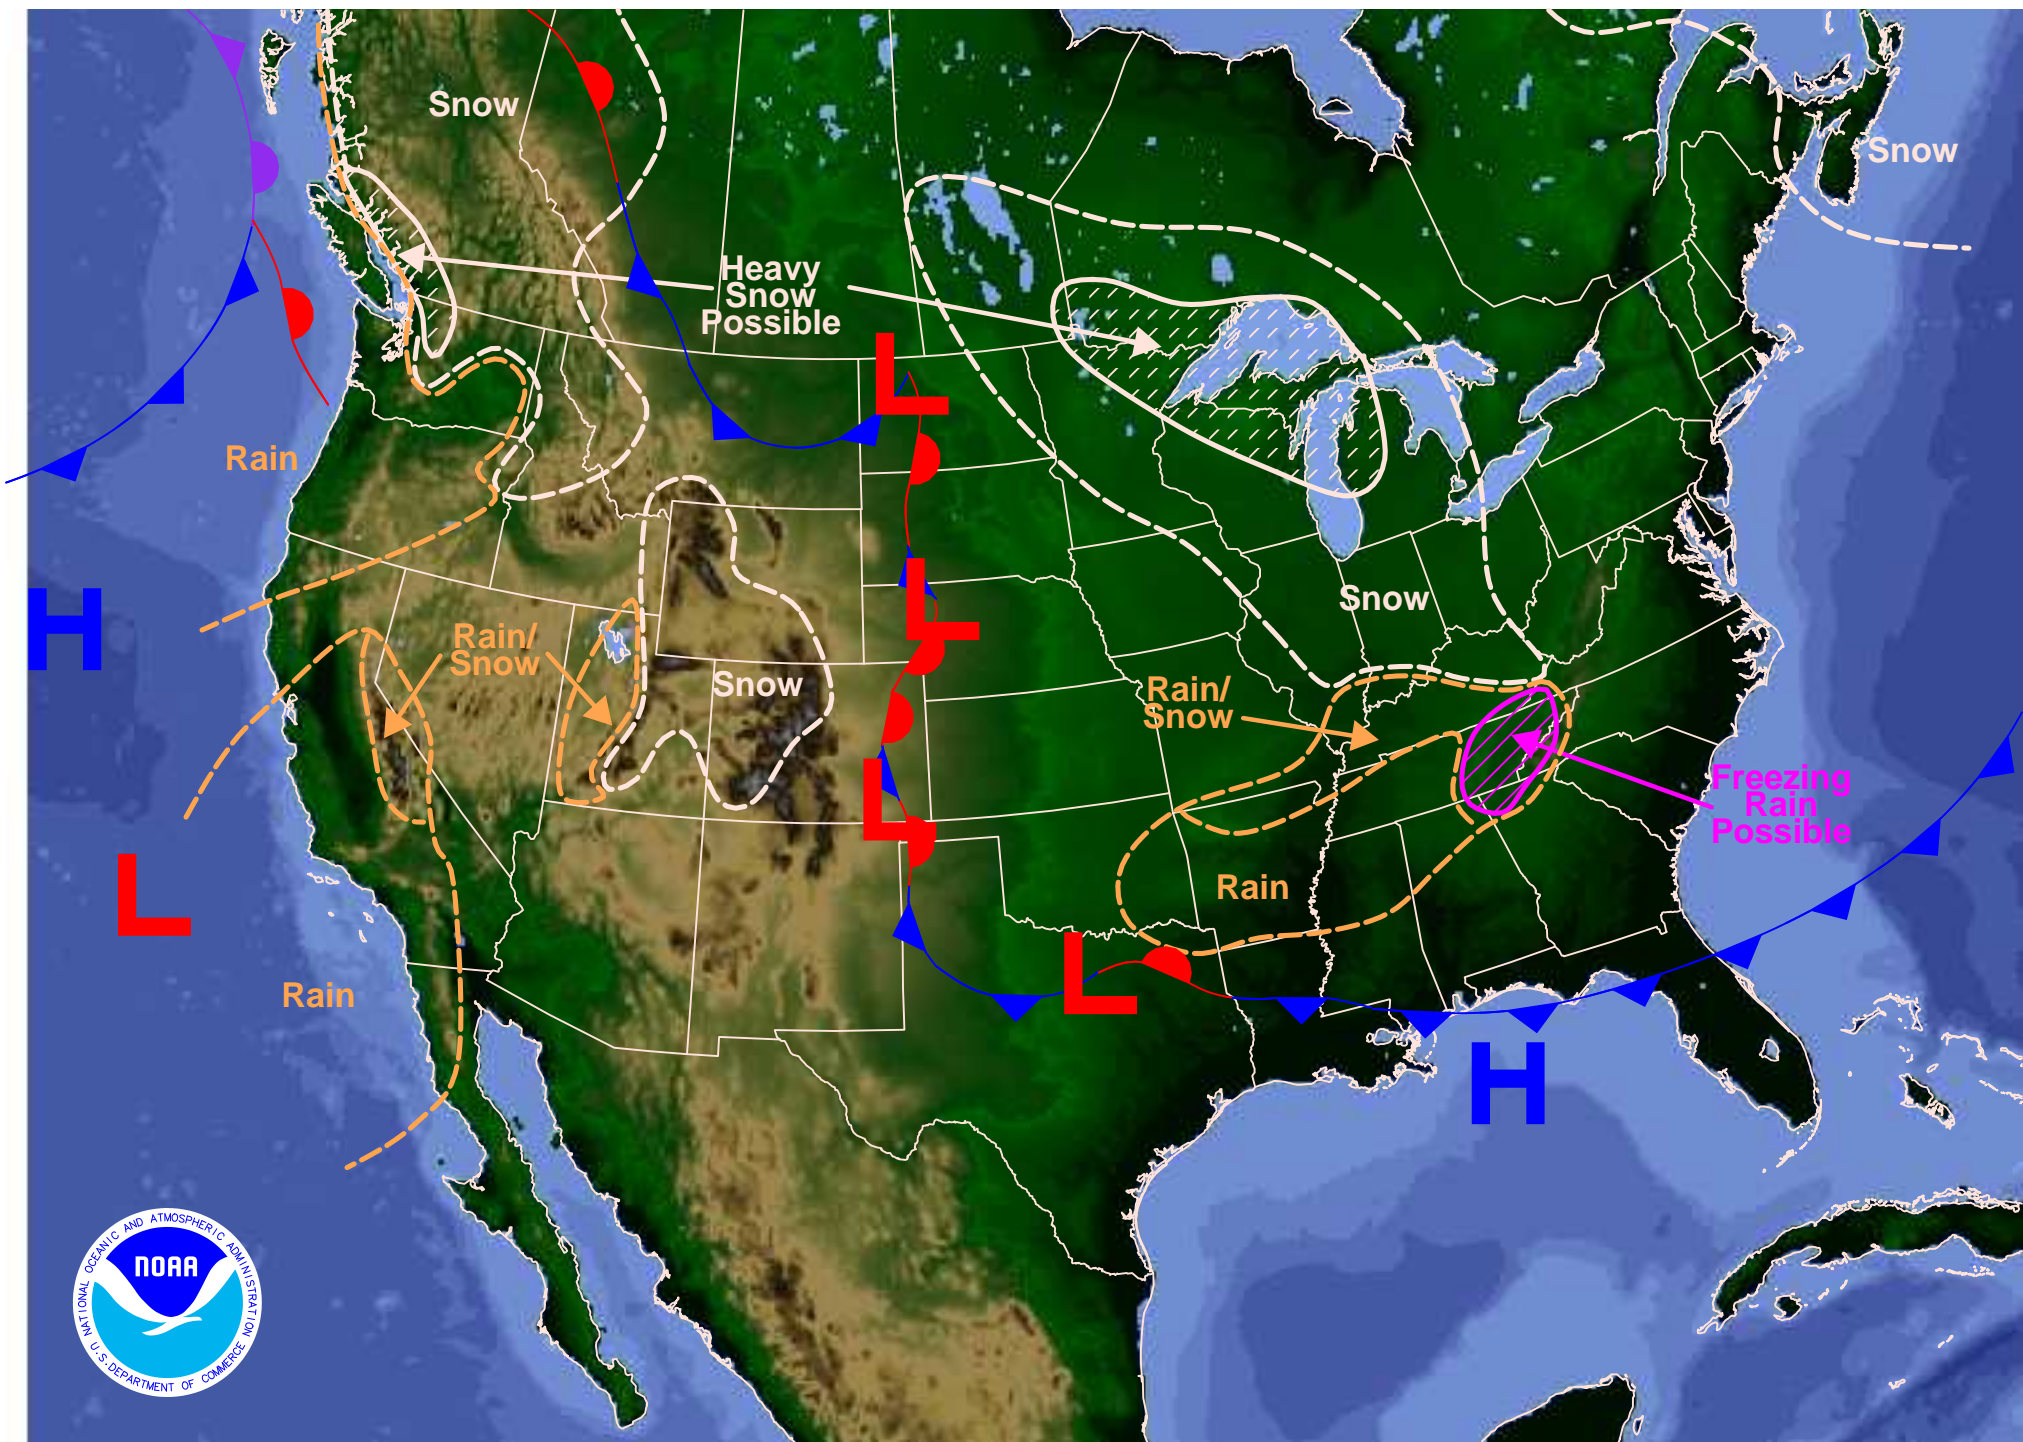 Snow
Snow
Heavy
Snow
Possible
L
Rain
H
L
Snow
Rain/
Snow
Snow
Rain/
Snow
Freezing
Rain
Possible
L
L
Rain
L
Rain
H
NATIONAL OCEANIC AND ATMOSPHERIC ADMINISTRATION
NOAA
U.S. DEPARTMENT OF COMMERCE